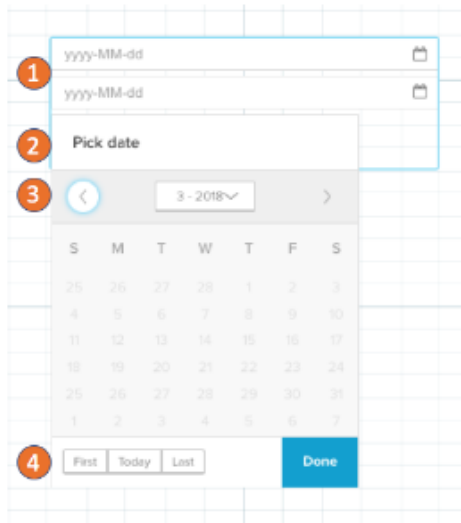 1
yyyy-MM-dd
yyyy-MM-dd
2
Pick date
3
3 - 2018
S M T W T F S
25 26 27 28 1 2 3
4 5 6 7 8 9 10
11 12 13 14 15 16 17
18 19 20 21 22 23 24
25 26 27 28 29 30 31
1 2 3 4 5 6 7
4
First Today Last Done